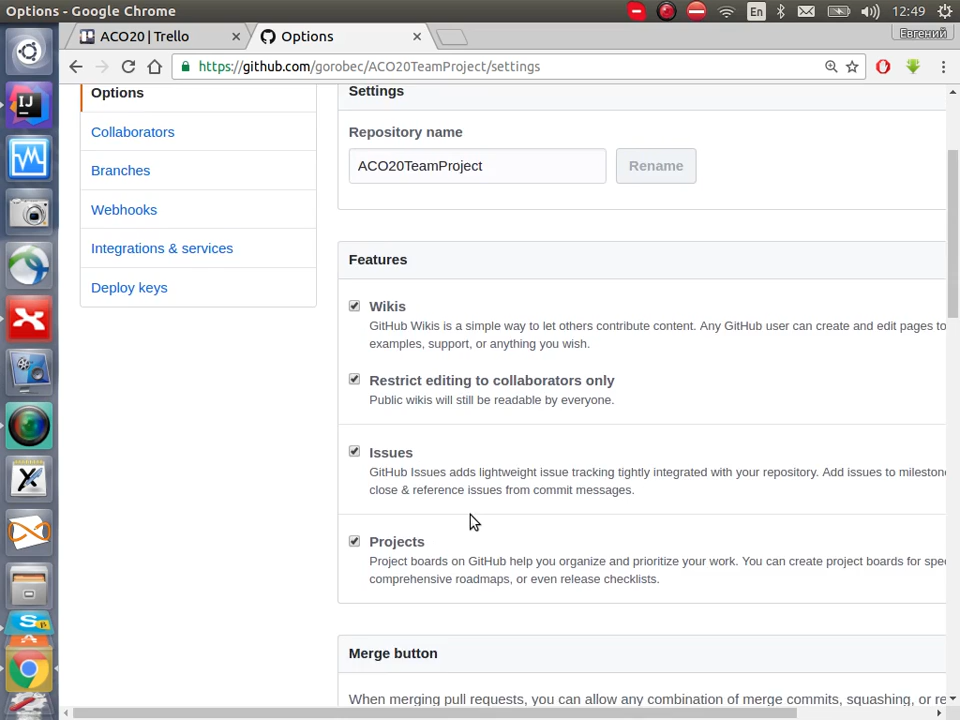 Options - Google Chrome
En
12:49
ACO20 | Trello
Options
Евгений
https://github.com/gorobec/ACO20TeamProject/settings
Options
Collaborators
Branches
Webhooks
Integrations & services
Deploy keys
Settings
Repository name
ACO20TeamProject
Rename
Features
Wikis
GitHub Wikis is a simple way to let others contribute content. Any GitHub user can create and edit pages to
examples, support, or anything you wish.
Restrict editing to collaborators only
Public wikis will still be readable by everyone.
Issues
GitHub Issues adds lightweight issue tracking tightly integrated with your repository. Add issues to mileston
close & reference issues from commit messages.
Projects
Project boards on GitHub help you organize and prioritize your work. You can create project boards for spe
comprehensive roadmaps, or even release checklists.
Merge button
When merging pull requests, you can allow any combination of merge commits, squashing, or re